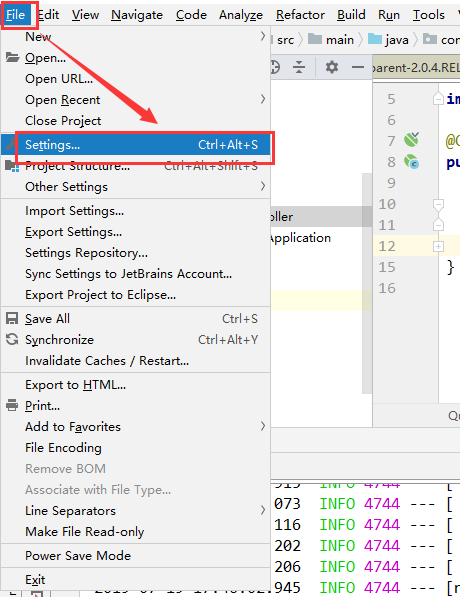 File Edit View Navigate Code Analyze Refactor Build Run Tools
New
src main java
Open...
parent-2.0.4.REL
Open URL...
Open Recent
Close Project
Settings... Ctrl+Alt+S
Project Structure... Ctrl+Alt+Shift+S
Other Settings
Import Settings...
Export Settings...
Settings Repository...
Sync Settings to JetBrains Account...
Export Project to Eclipse...
Save All Ctrl+S
Synchronize Ctrl+Alt+Y
Invalidate Caches / Restart...
Export to HTML...
Print...
Add to Favorites
File Encoding
Remove BOM
Associate with File Type...
Line Separators
Make File Read-only
Power Save Mode
Exit
oller
Application
5 im
6
7 @C
8 pu
9
10
11
12
15 }
16
INFO 4744 --- [
073 INFO 4744 --- [
116 INFO 4744 --- [
202 INFO 4744 --- [
206 INFO 4744 --- [
945 INFO 4744 --- [n